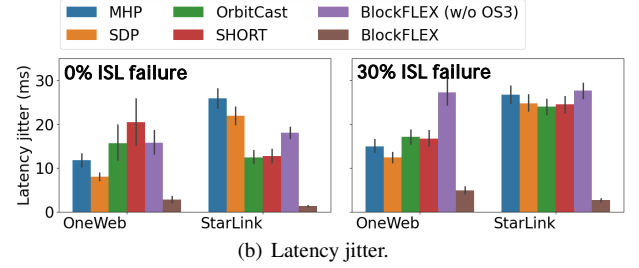 MHP OrbitCast BlockFLEX (w/o OS3)
SDP SHORT BlockFLEX
Latency jitter (ms)
30
20
10
0
0% ISL failure
OneWeb StarLink
30% ISL failure
OneWeb StarLink
(b) Latency jitter.